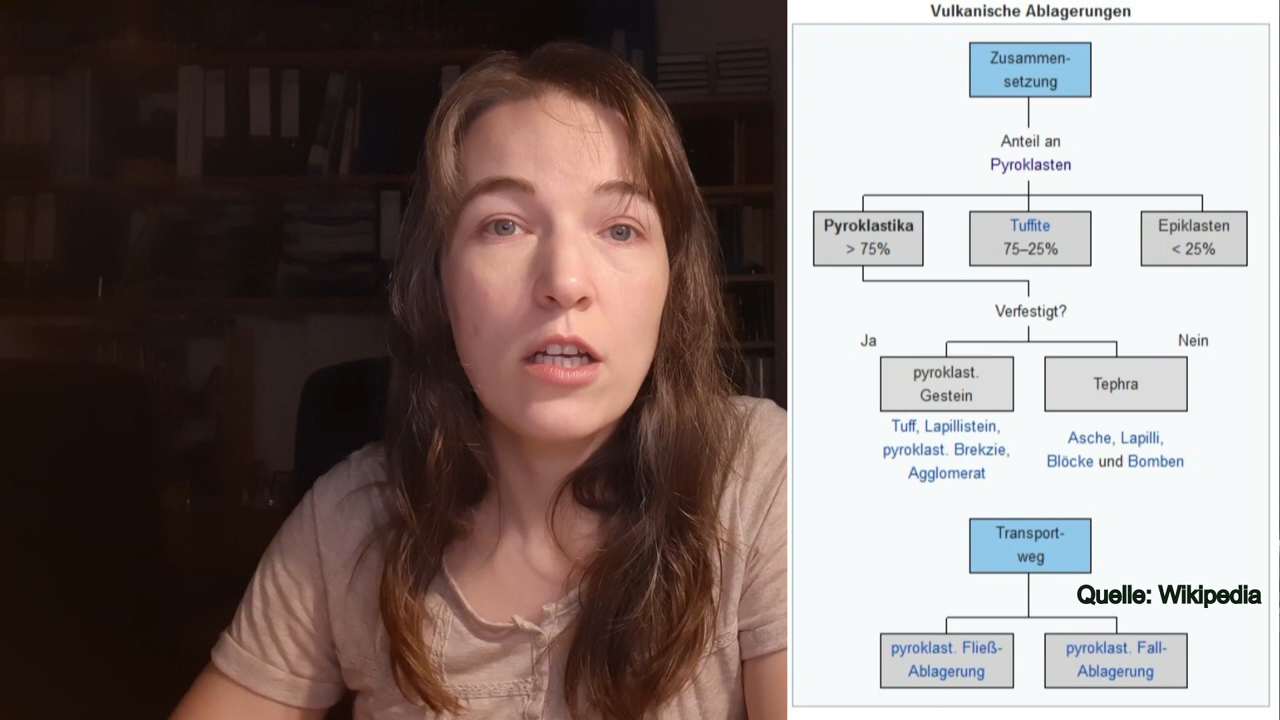 Vulkanische Ablagerungen
Zusammen-
setzung
Anteil an
Pyroklasten
Pyroklastika
> 75%
Tuffite
75–25%
Epiklasten
< 25%
Verfestigt?
Ja
Nein
pyroklast.
Gestein
Tephra
Tuff, Lapillistein,
pyroklast. Brekzie,
Agglomerat
Asche, Lapilli,
Blöcke und Bomben
Transport-
weg
Quelle: Wikipedia
pyroklast. Fließ-
Ablagerung
pyroklast. Fall-
Ablagerung